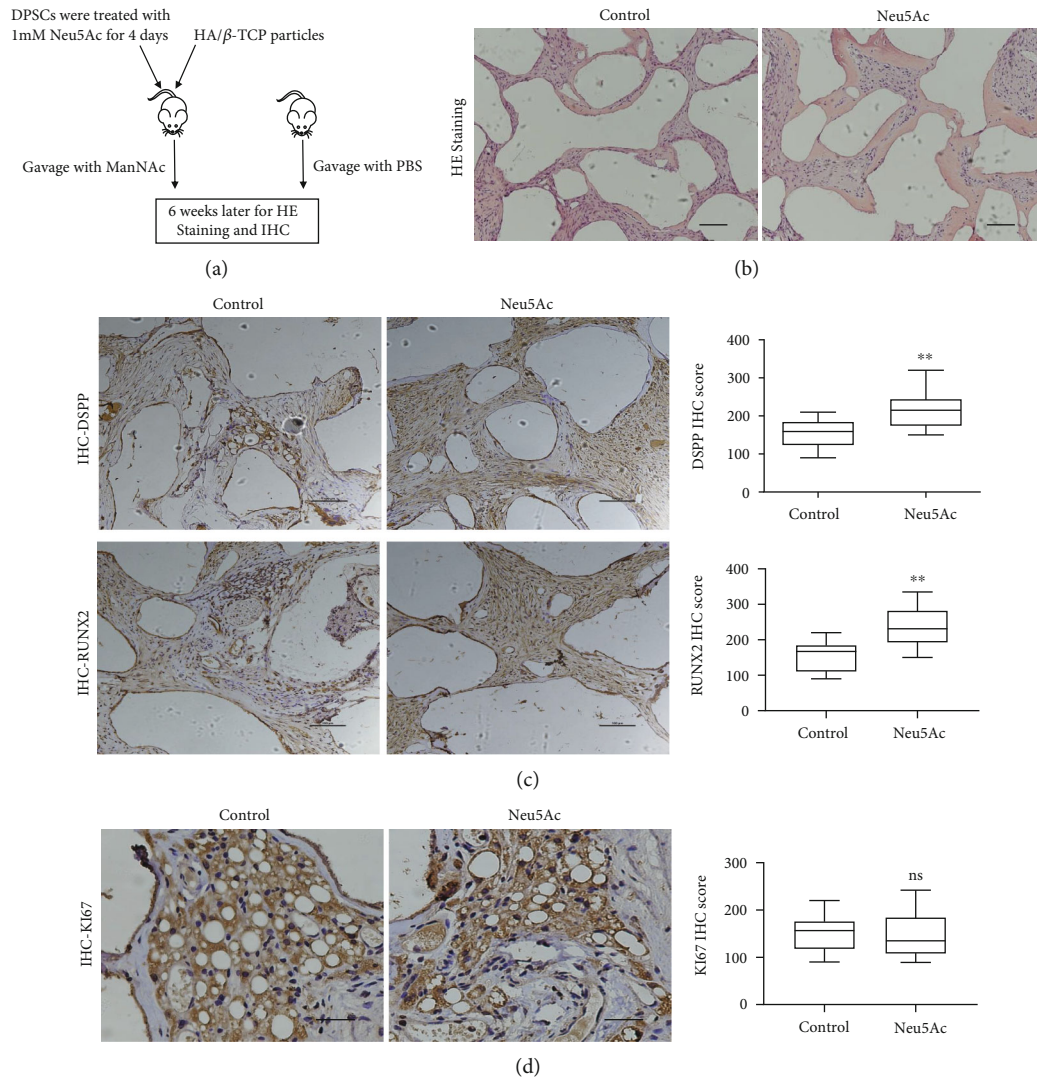 DPSCs were treated with
1mM Neu5Ac for 4 days
HA/β-TCP particles
Gavage with ManNAc
Gavage with PBS
6 weeks later for HE
Staining and IHC
(a)
Control
Neu5Ac
HE Staining
(b)
Control
Neu5Ac
IHC-DSPP
DSPP IHC score
400
300
200
100
0
**
Control
Neu5Ac
IHC-RUNX2
RUNX2 IHC score
400
300
200
100
0
**
Control
Neu5Ac
(c)
Control
Neu5Ac
IHC-KI67
KI67 IHC score
300
200
150
100
0
ns
Control
Neu5Ac
(d)